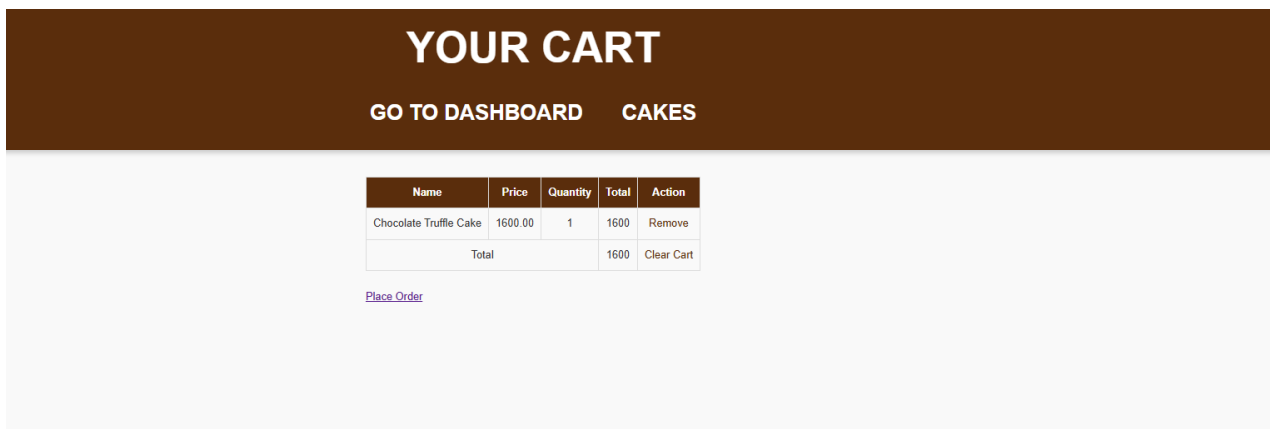 YOUR CART
GO TO DASHBOARD CAKES
Name Price Quantity Total Action
Chocolate Truffle Cake 1600.00 1 1600 Remove
Total 1600 Clear Cart
Place Order